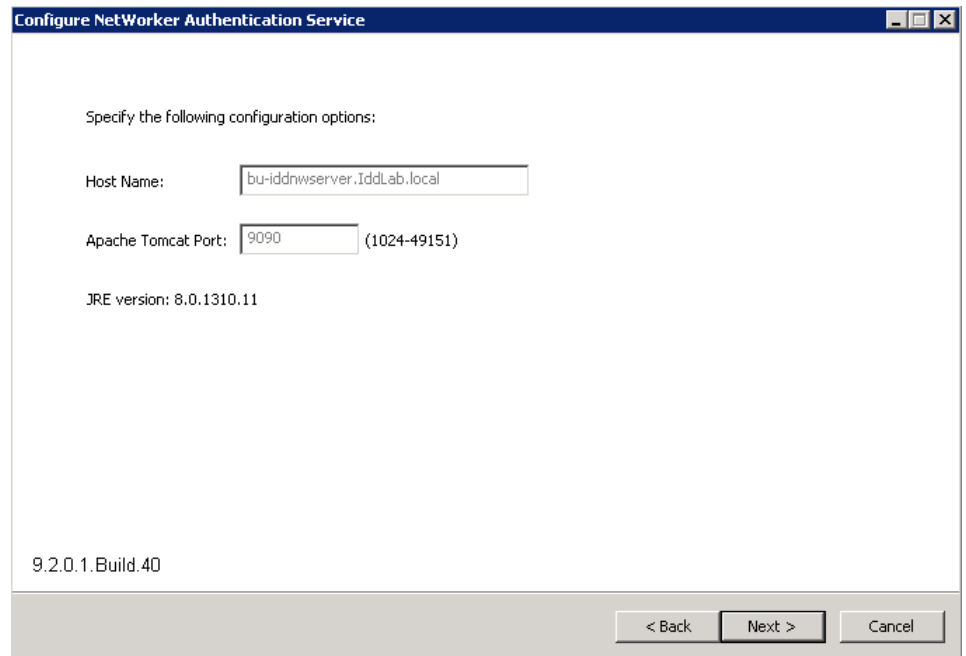 Configure NetWorker Authentication Service
Specify the following configuration options:
Host Name: bu-iddnwserver.IddLab.local
Apache Tomcat Port: 9090 (1024-49151)
JRE version: 8.0.1310.11
9.2.0.1.Build.40
< Back Next > Cancel